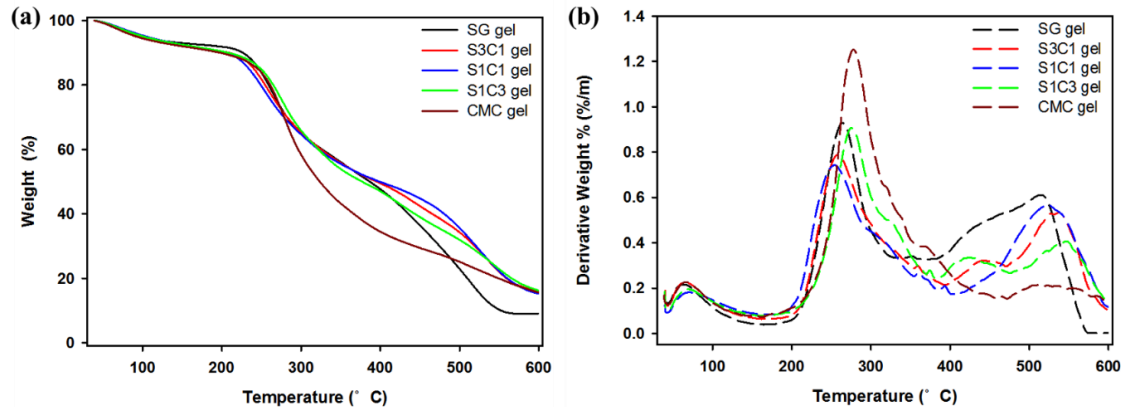 (a)
SG gel
S3C1 gel
S1C1 gel
S1C3 gel
CMC gel
100
80
60
40
20
0
Weight (%)
100 200 300 400 500 600
Temperature (° C)
(b)
SG gel
S3C1 gel
S1C1 gel
S1C3 gel
CMC gel
1.4
1.2
1.0
0.8
0.6
0.4
0.2
0.0
Derivative Weight % (%/m)
100 200 300 400 500 600
Temperature (° C)